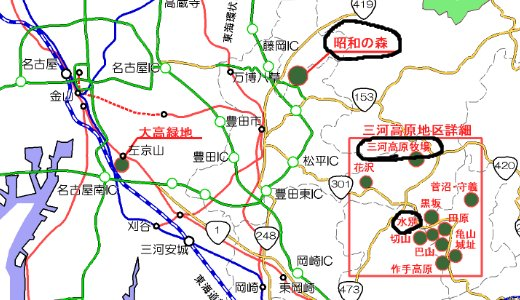 高蔵寺
東海環状
419
藤岡IC
昭和の森
名古屋
名古屋IC
万博八草
金山
153
大高緑地
豊田市
三河高原地区詳細
左京山
豊田IC
松平IC
三河高原牧場
420
花沢
名古屋南IC
豊田東IC
301
菅沼・守義
黒坂
水別
田原
刈谷
1
切山
亀山
城址
三河安城
248
巴山
岡崎IC
作手高原
東海道
岡崎
東岡崎
473